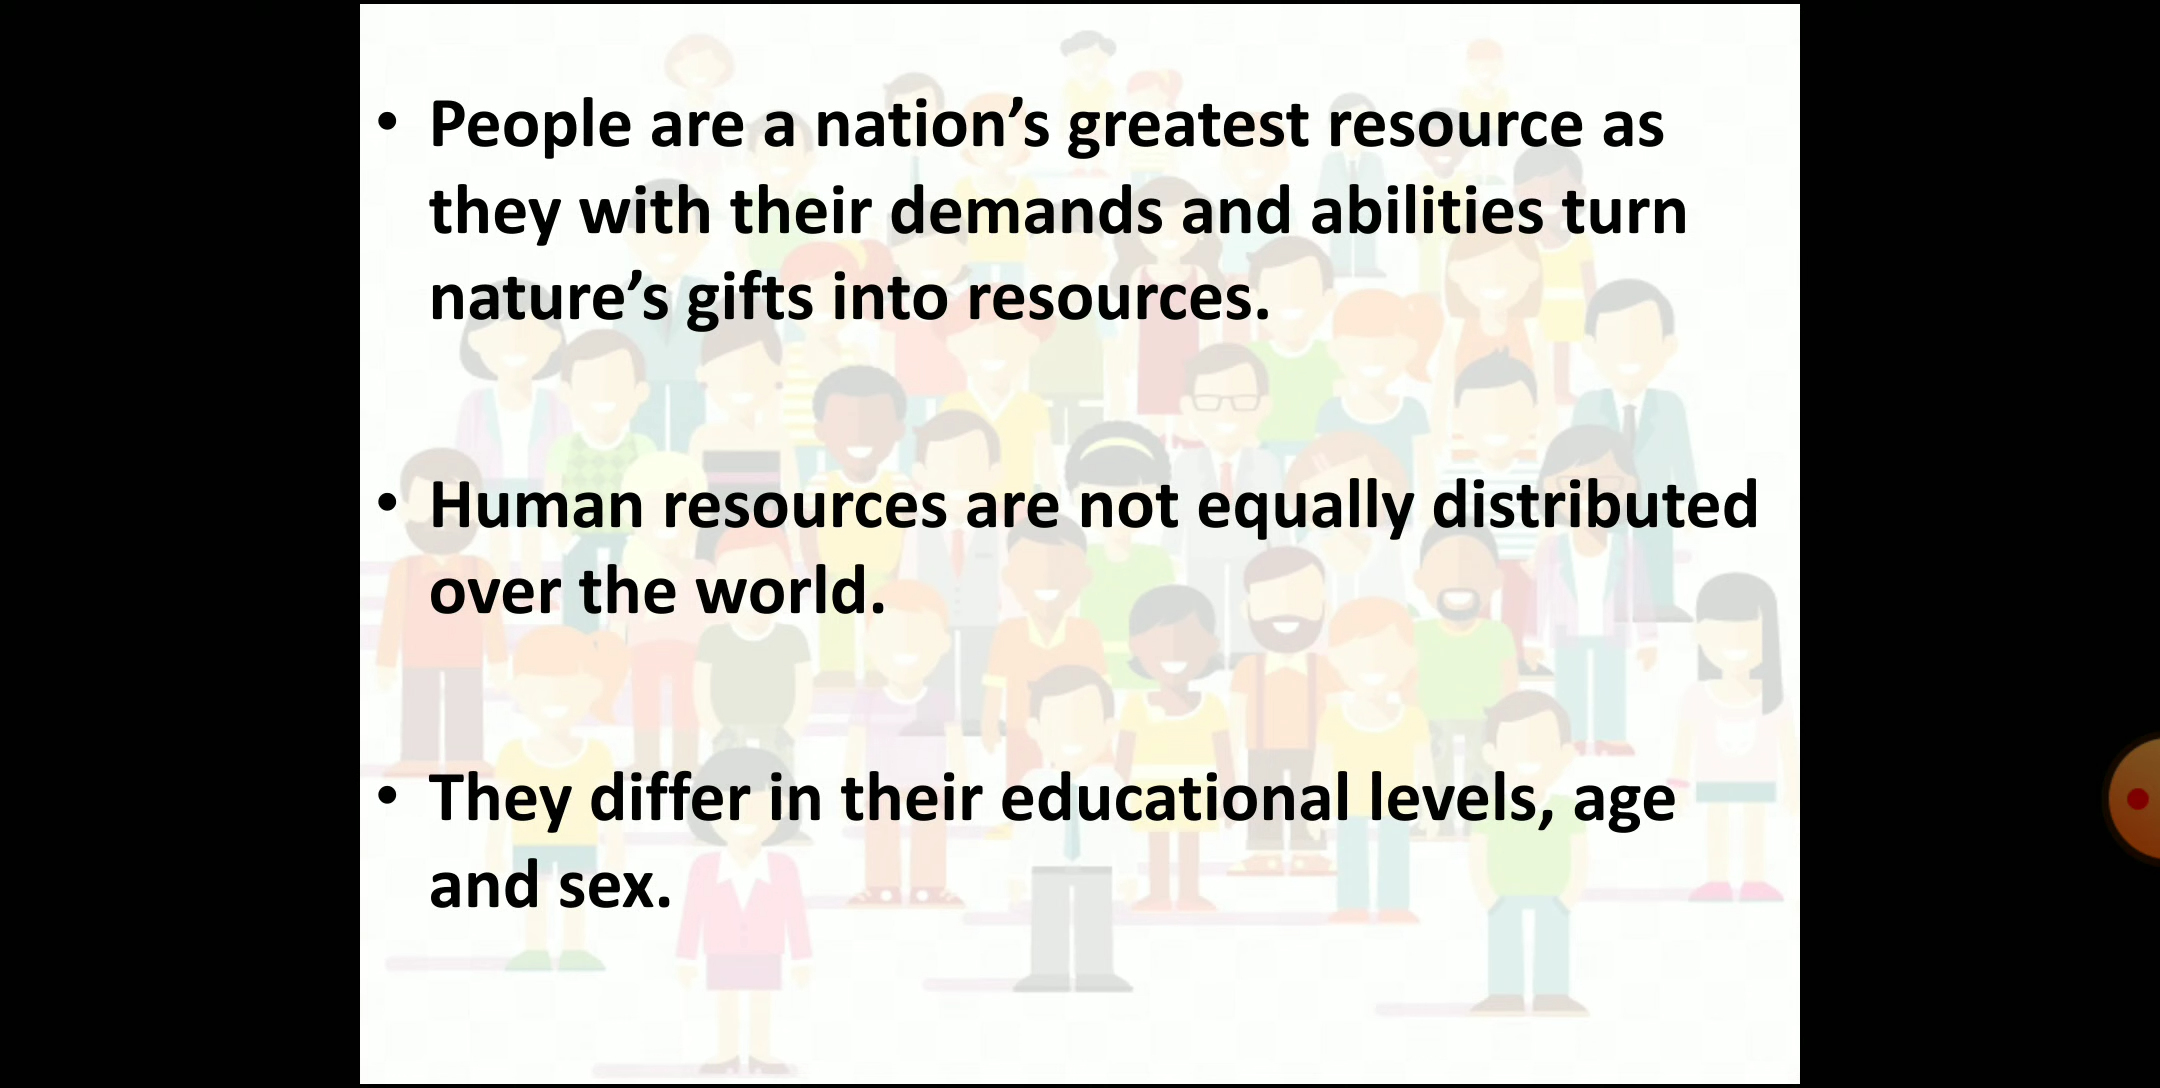 • People are a nation’s greatest resource as
they with their demands and abilities turn
nature’s gifts into resources.
• Human resources are not equally distributed
over the world.
• They differ in their educational levels, age
and sex.